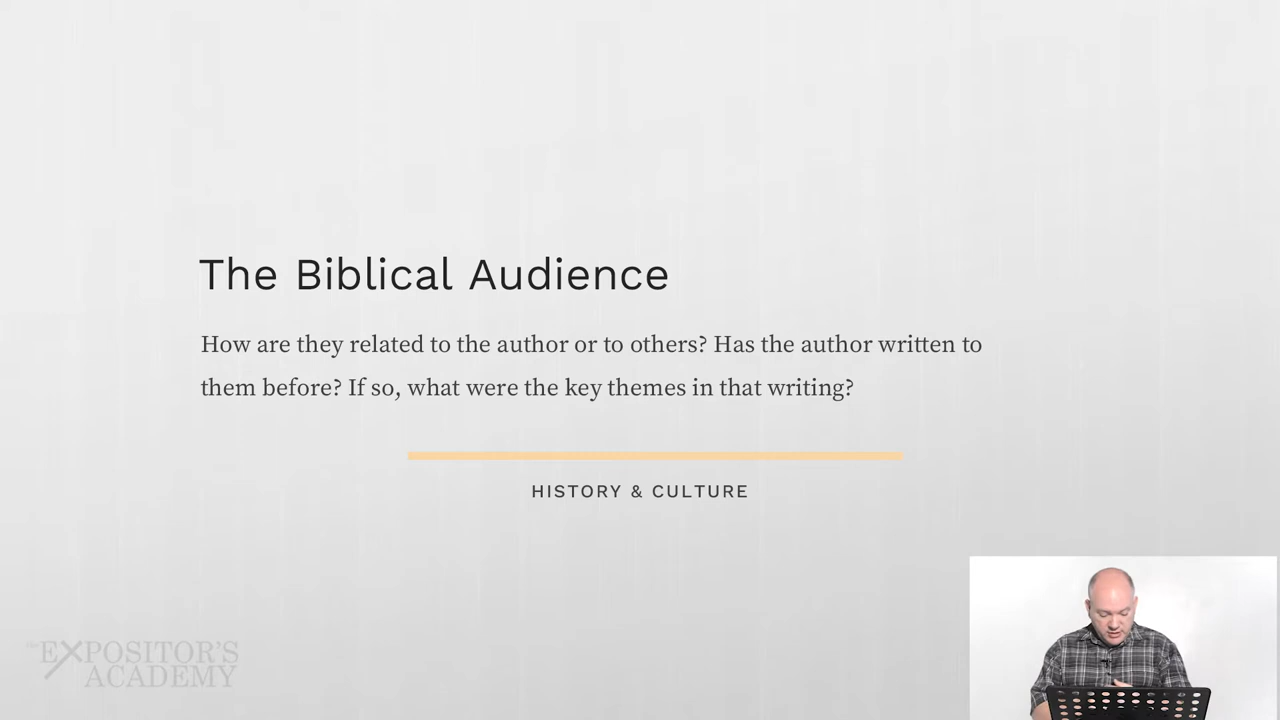 The Biblical Audience
How are they related to the author or to others? Has the author written to
them before? If so, what were the key themes in that writing?
HISTORY & CULTURE
THE EXPOSITOR'S
ACADEMY